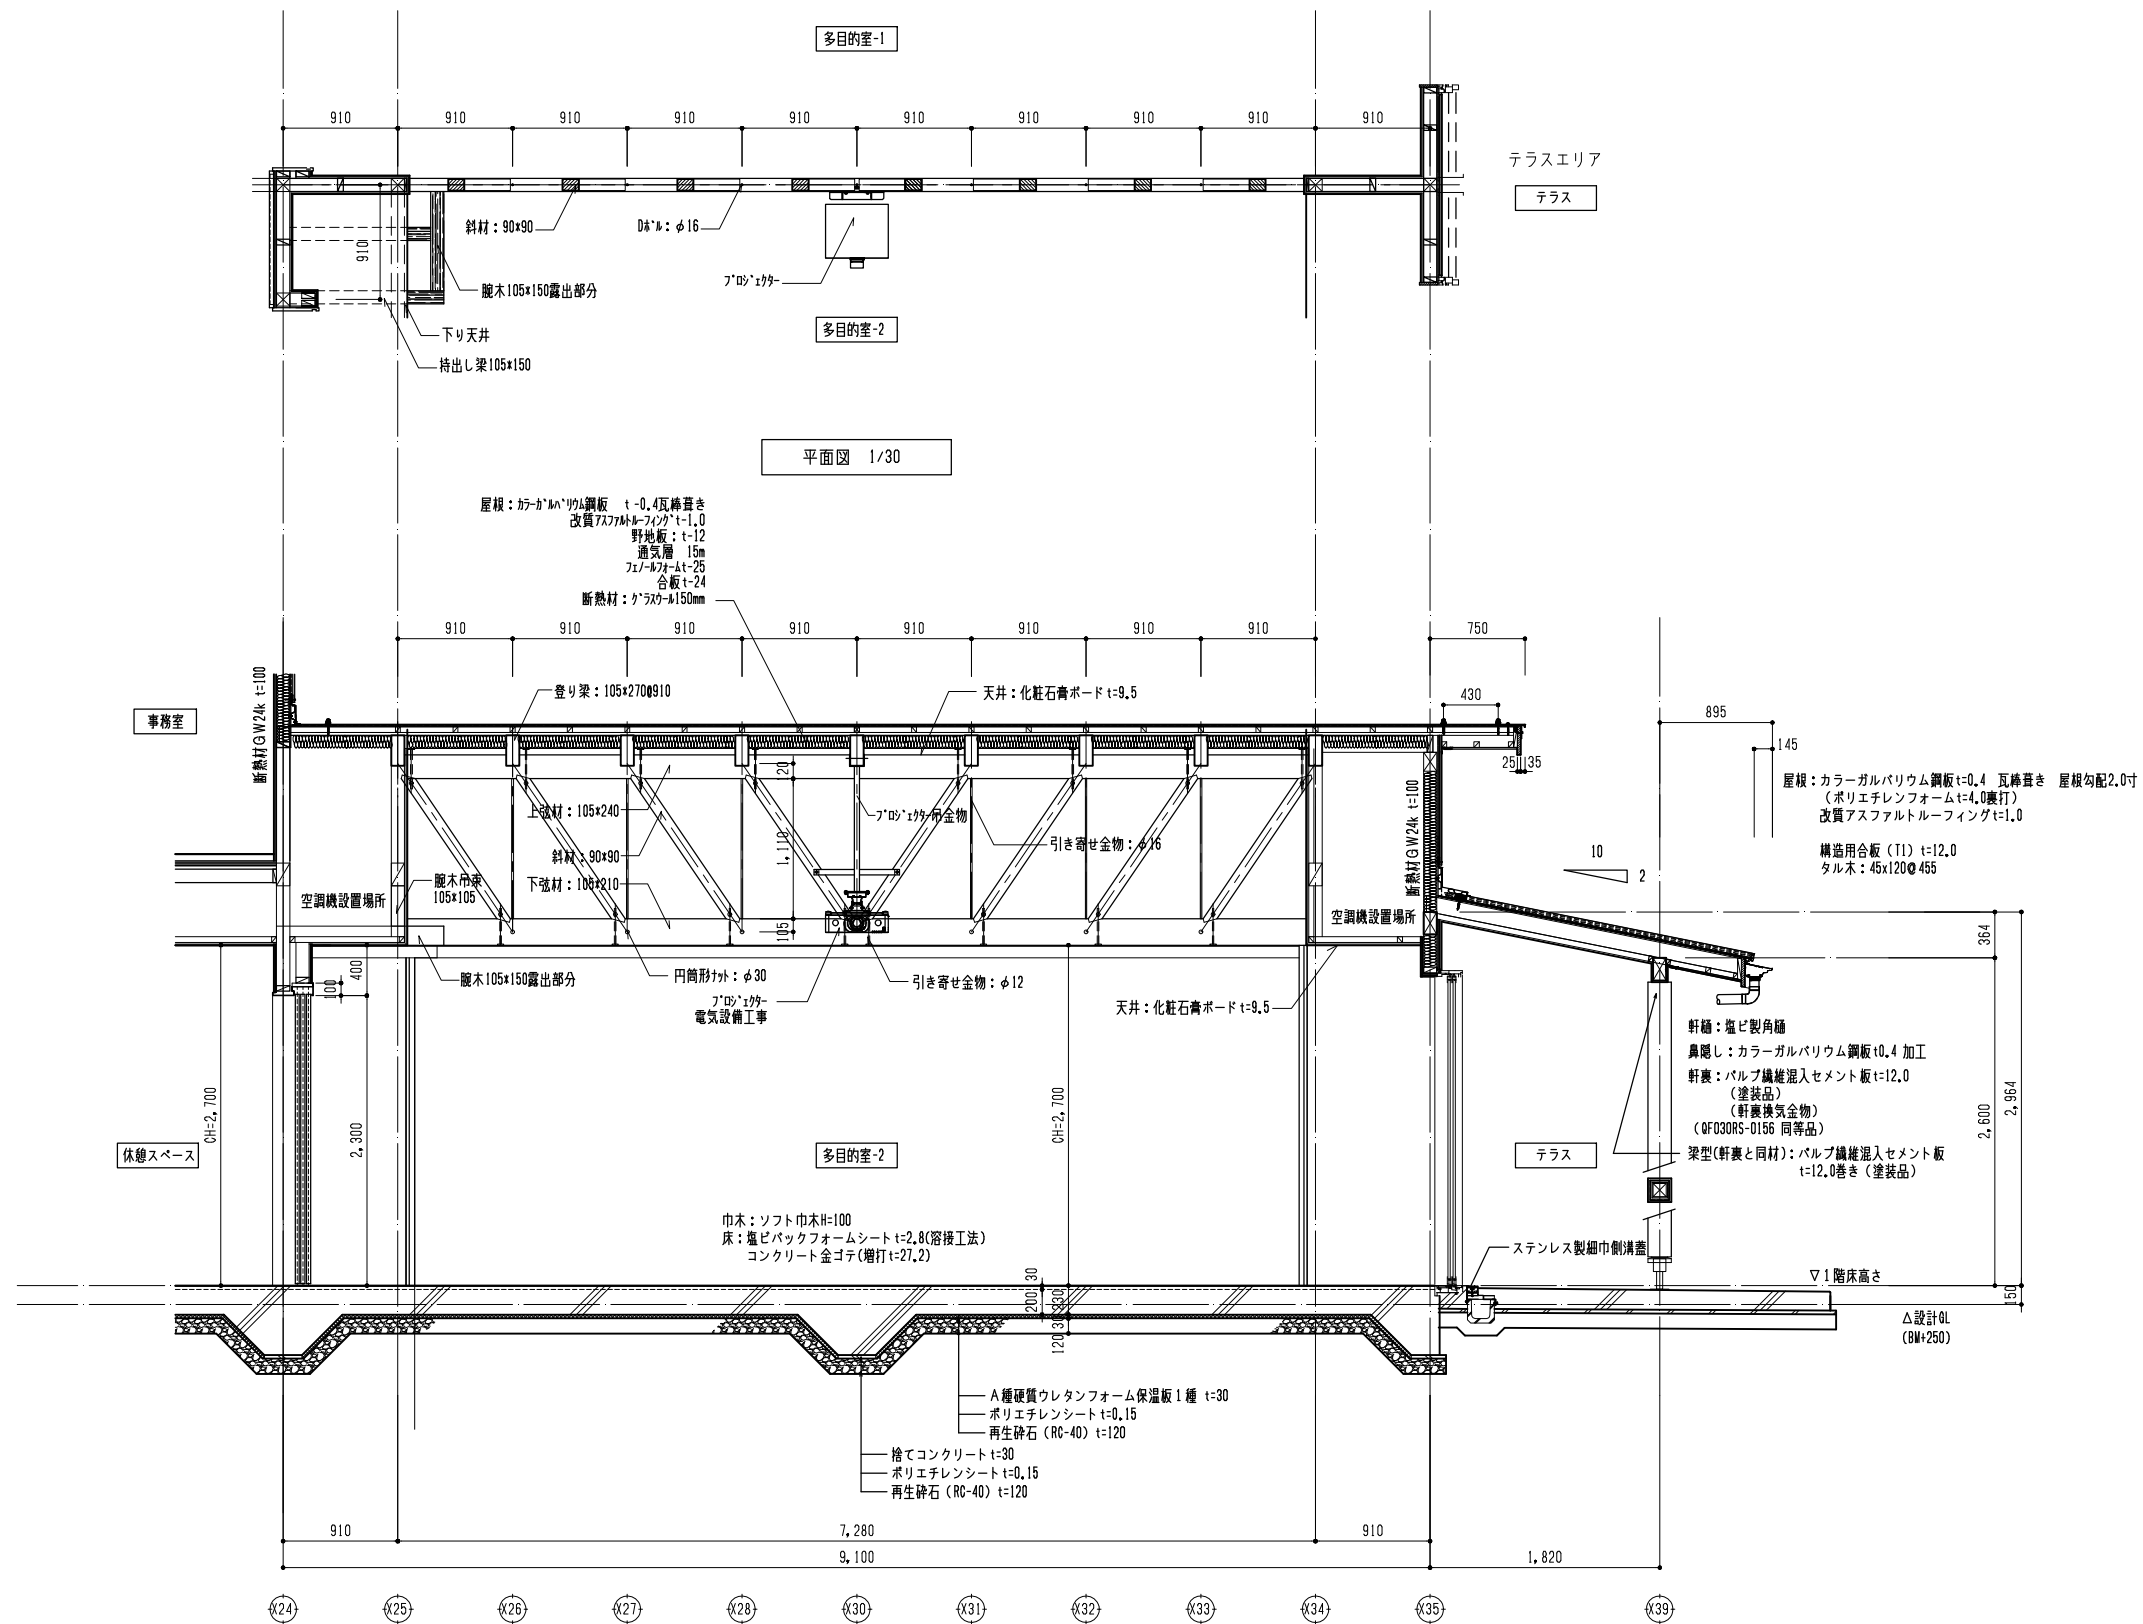 多目的室-1
910 910 910 910 910 910 910 910 910 910
テラスエリア
テラス
斜材：90*90
Dボルト：φ16
910
プロジェクター
腕木105*150露出部分
多目的室-2
下り天井
持出し梁105*150
平面図 1/30
屋根：カラーガルバリウム鋼板 t-0.4瓦棒葺き
改質アスファルトルーフィングt-1.0
野地板：t-12
通気層 15m
フェノールフォームt-25
合板t-24
断熱材：グラスウール150mm
910 910 910 910 910 910 910 910 750
断熱材GW24k t=100
登り梁：105*270@910
天井：化粧石膏ボードt=9.5
430
895
事務室
145
120
25 35
屋根：カラーガルバリウム鋼板t=0.4 瓦棒葺き 屋根勾配2.0寸
（ポリエチレンフォームt=4.0裏打）
改質アスファルトルーフィングt=1.0
構造用合板（T1）t=12.0
タル木：45x120@455
上弦材：105*240
プロジェクター吊金物
引き寄せ金物：φ16
1,110
断熱材GW24k t=100
10
2
斜材：90*90
下弦材：105*210
腕木吊束
105*105
空調機設置場所
空調機設置場所
105
364
400
100
腕木105*150露出部分
円筒形ナット：φ30
引き寄せ金物：φ12
プロジェクター
電気設備工事
天井：化粧石膏ボードt=9.5
軒樋：塩ビ製角樋
鼻隠し：カラーガルバリウム鋼板t0.4 加工
軒裏：パルプ繊維混入セメント板t=12.0
（塗装品）
（軒裏換気金物）
（QF030RS-0156 同等品）
梁型(軒裏と同材)：パルプ繊維混入セメント板
t=12.0巻き（塗装品）
CH=2,700
2,300
CH=2,700
2,600
2,964
休憩スペース
多目的室-2
テラス
巾木：ソフト巾木H=100
床：塩ビバックフォームシートt=2.8(溶接工法)
コンクリート金ゴテ(増打t=27.2)
ステンレス製細巾側溝蓋
▽1階床高さ
30
200
230
30
120
150
△設計GL
(BM+250)
A種硬質ウレタンフォーム保温板1種 t=30
ポリエチレンシートt=0.15
再生砕石（RC-40）t=120
捨てコンクリートt=30
ポリエチレンシートt=0.15
再生砕石（RC-40）t=120
910 7,280 910
9,100 1,820
X24 X25 X26 X27 X28 X30 X31 X32 X33 X34 X35 X39